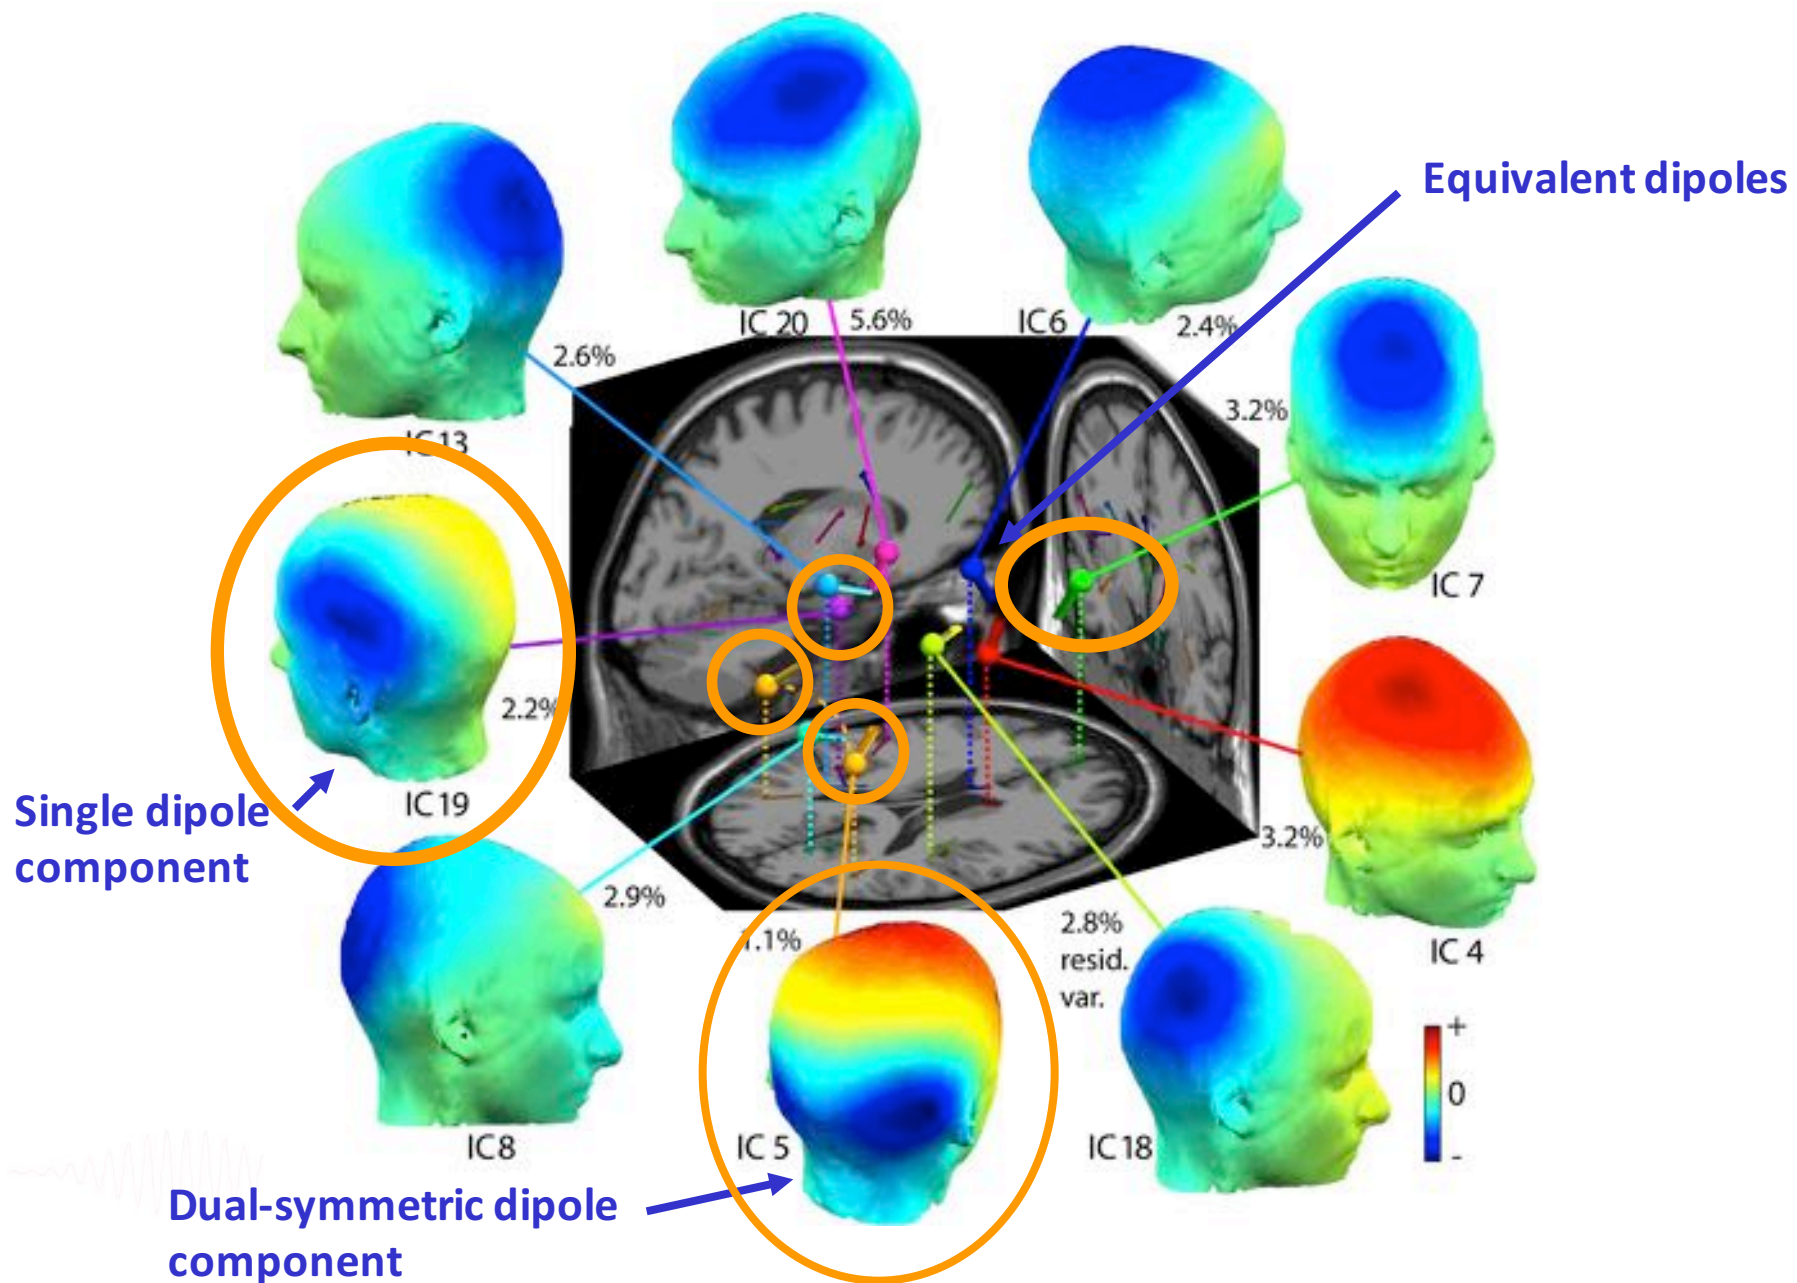 Equivalent dipoles
IC 20
5.6%
IC6
2.4%
2.6%
IC13
3.2%
IC 7
2.2%
IC19
Single dipole
component
3.2%
IC 4
2.9%
1.1%
2.8%
resid.
var.
IC8
IC 5
IC18
+
0
-
Dual-symmetric dipole
component